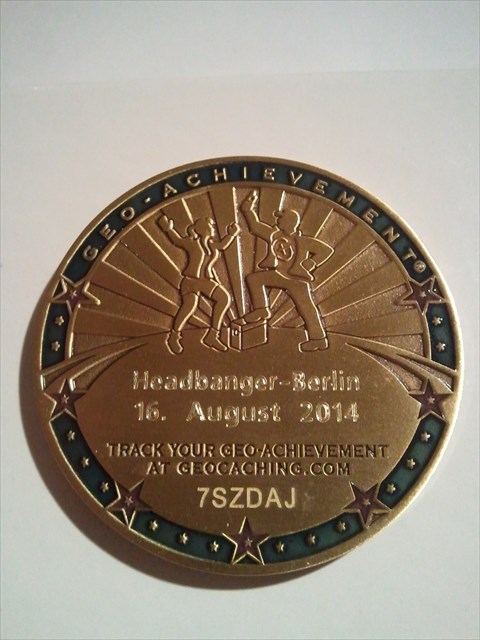 GEO-ACHIEVEMENT®
Headbanger-Berlin
16. August 2014
TRACK YOUR GEO-ACHIEVEMENT
AT GEOCACHING.COM
7SZDAJ